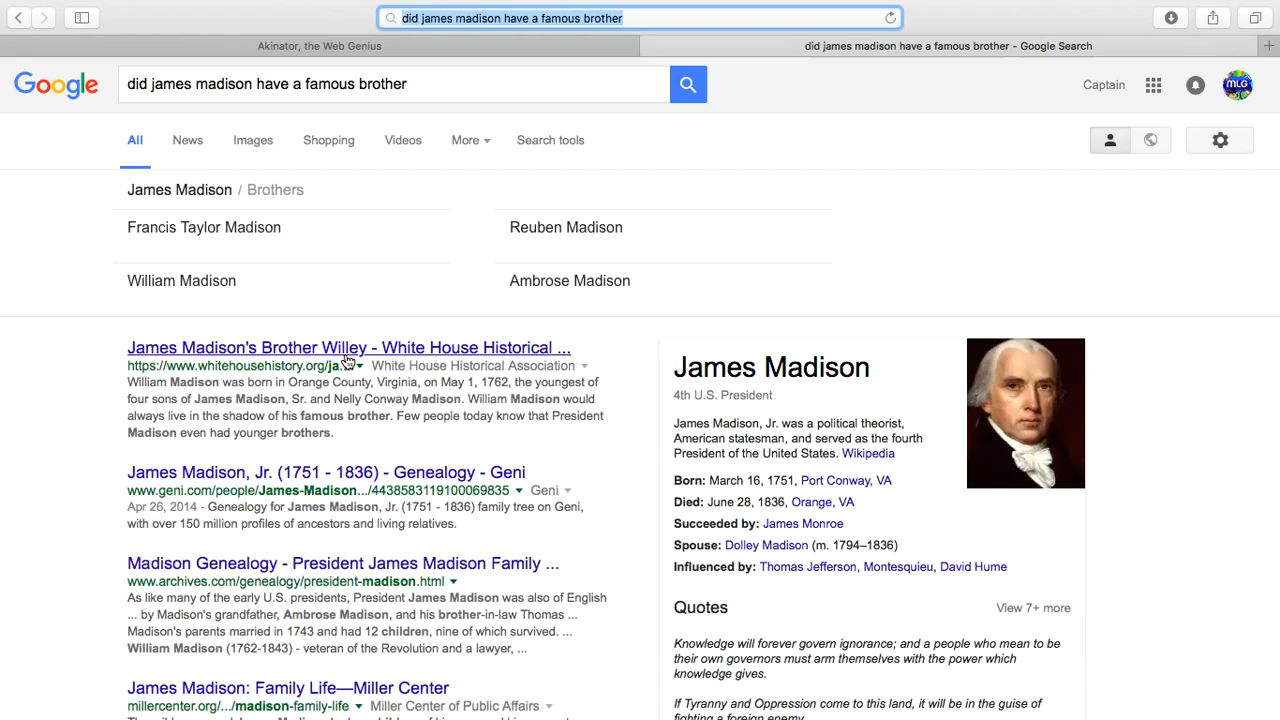 did james madison have a famous brother
Akinator, the Web Genius
did james madison have a famous brother - Google Search
Google
did james madison have a famous brother
Captain
MLG
All News Images Shopping Videos More Search tools
James Madison / Brothers
Francis Taylor Madison
Reuben Madison
William Madison
Ambrose Madison
James Madison's Brother Willey - White House Historical ...
https://www.whitehousehistory.org/ja... White House Historical Association
William Madison was born in Orange County, Virginia, on May 1, 1762, the youngest of
four sons of James Madison, Sr. and Nelly Conway Madison. William Madison would
always live in the shadow of his famous brother. Few people today know that President
Madison even had younger brothers.
James Madison, Jr. (1751 - 1836) - Genealogy - Geni
www.geni.com/people/James-Madison.../4438583119100069835 Geni
Apr 26, 2014 - Genealogy for James Madison, Jr. (1751 - 1836) family tree on Geni,
with over 150 million profiles of ancestors and living relatives.
Madison Genealogy - President James Madison Family ...
www.archives.com/genealogy/president-madison.html
As like many of the early U.S. presidents, President James Madison was also of English
... by Madison's grandfather, Ambrose Madison, and his brother-in-law Thomas ...
Madison's parents married in 1743 and had 12 children, nine of which survived. ...
William Madison (1762-1843) - veteran of the Revolution and a lawyer, ...
James Madison: Family Life—Miller Center
millercenter.org/.../madison-family-life Miller Center of Public Affairs
James Madison
4th U.S. President
James Madison, Jr. was a political theorist,
American statesman, and served as the fourth
President of the United States. Wikipedia
Born: March 16, 1751, Port Conway, VA
Died: June 28, 1836, Orange, VA
Succeeded by: James Monroe
Spouse: Dolley Madison (m. 1794–1836)
Influenced by: Thomas Jefferson, Montesquieu, David Hume
Quotes
View 7+ more
Knowledge will forever govern ignorance; and a people who mean to be
their own governors must arm themselves with the power which
knowledge gives.
If Tyranny and Oppression come to this land, it will be in the guise of
fighting a foreign enemy.